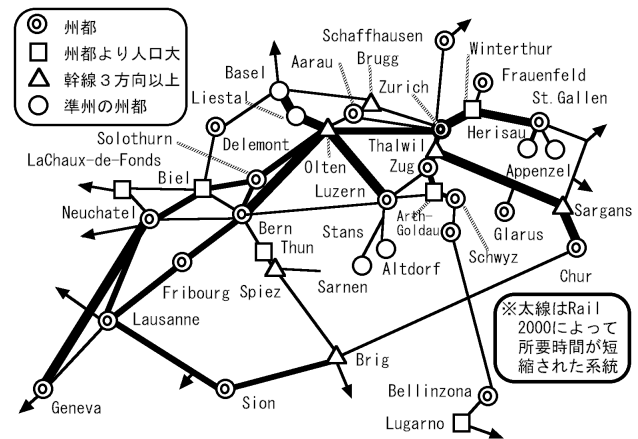 州都
州都より人口大
幹線３方向以上
準州の州都
Schaffhausen
Basel
Aarau
Brugg
Zurich
Winterthur
Frauenfeld
St.Gallen
Liestal
Solothurn
Delemont
Olten
Thalwil
Herisau
LaChaux-de-Fonds
Biel
Zug
Appenzel
Neuchatel
Luzern
Arth-
Goldau
Sargans
Bern
Stans
Glarus
Thun
Altdorf
Schwyz
Chur
Fribourg
Spiez
Sarnen
Lausanne
※太線はRail
2000によって
所要時間が短
縮された系統
Brig
Geneva
Sion
Bellinzona
Lugarno